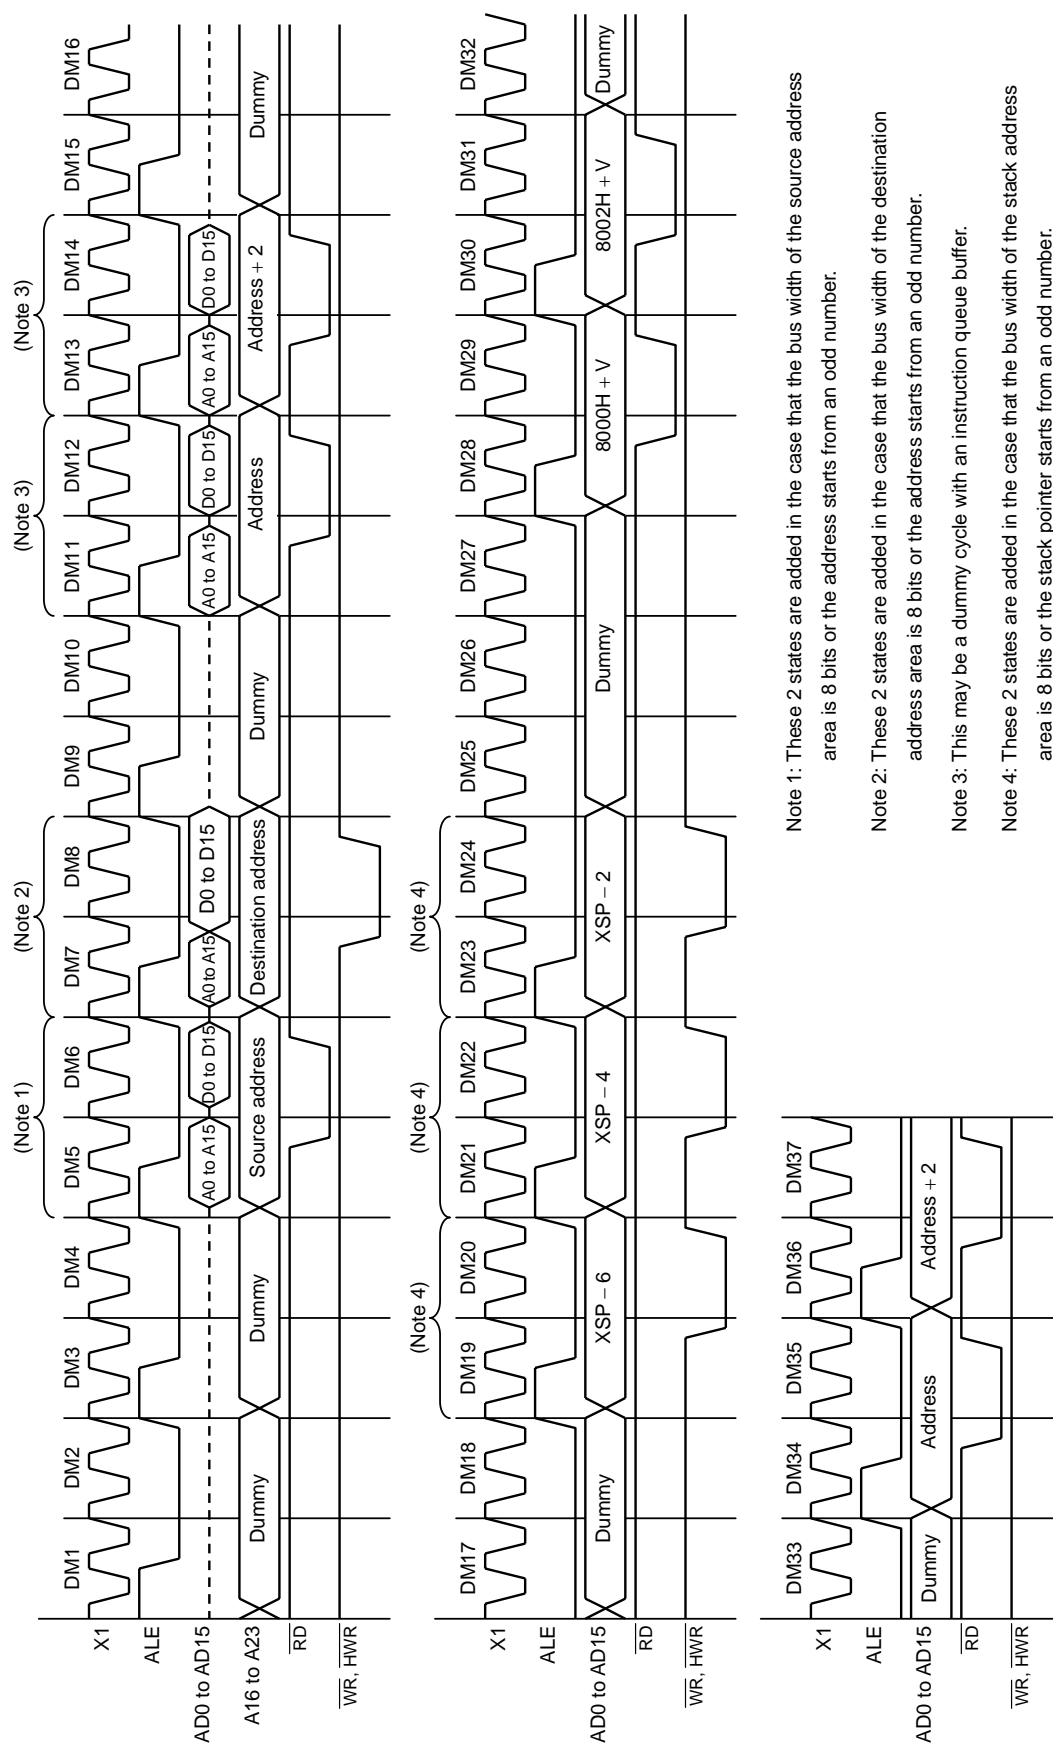 (Note 1) (Note 2) (Note 3) (Note 3)
DM1 DM2 DM3 DM4 DM5 DM6 DM7 DM8 DM9 DM10 DM11 DM12 DM13 DM14 DM15 DM16
X1
ALE
AD0 to AD15 A0 to A15 D0 to D15 A0 to A15 D0 to D15 A0 to A15 D0 to D15 A0 to A15 D0 to D15
A16 to A23 Dummy Dummy Source address Destination address Dummy Address Address + 2 Dummy
RD
WR, HWR
(Note 4) (Note 4) (Note 4)
DM17 DM18 DM19 DM20 DM21 DM22 DM23 DM24 DM25 DM26 DM27 DM28 DM29 DM30 DM31 DM32
X1
ALE
AD0 to AD15 Dummy XSP – 6 XSP – 4 XSP – 2 Dummy 8000H + V 8002H + V Dummy
RD
WR, HWR
DM33 DM34 DM35 DM36 DM37
X1
ALE
AD0 to AD15 Dummy Address Address + 2
RD
WR, HWR
Note 1: These 2 states are added in the case that the bus width of the source address
area is 8 bits or the address starts from an odd number.
Note 2: These 2 states are added in the case that the bus width of the destination
address area is 8 bits or the address starts from an odd number.
Note 3: This may be a dummy cycle with an instruction queue buffer.
Note 4: These 2 states are added in the case that the bus width of the stack address
area is 8 bits or the stack pointer starts from an odd number.